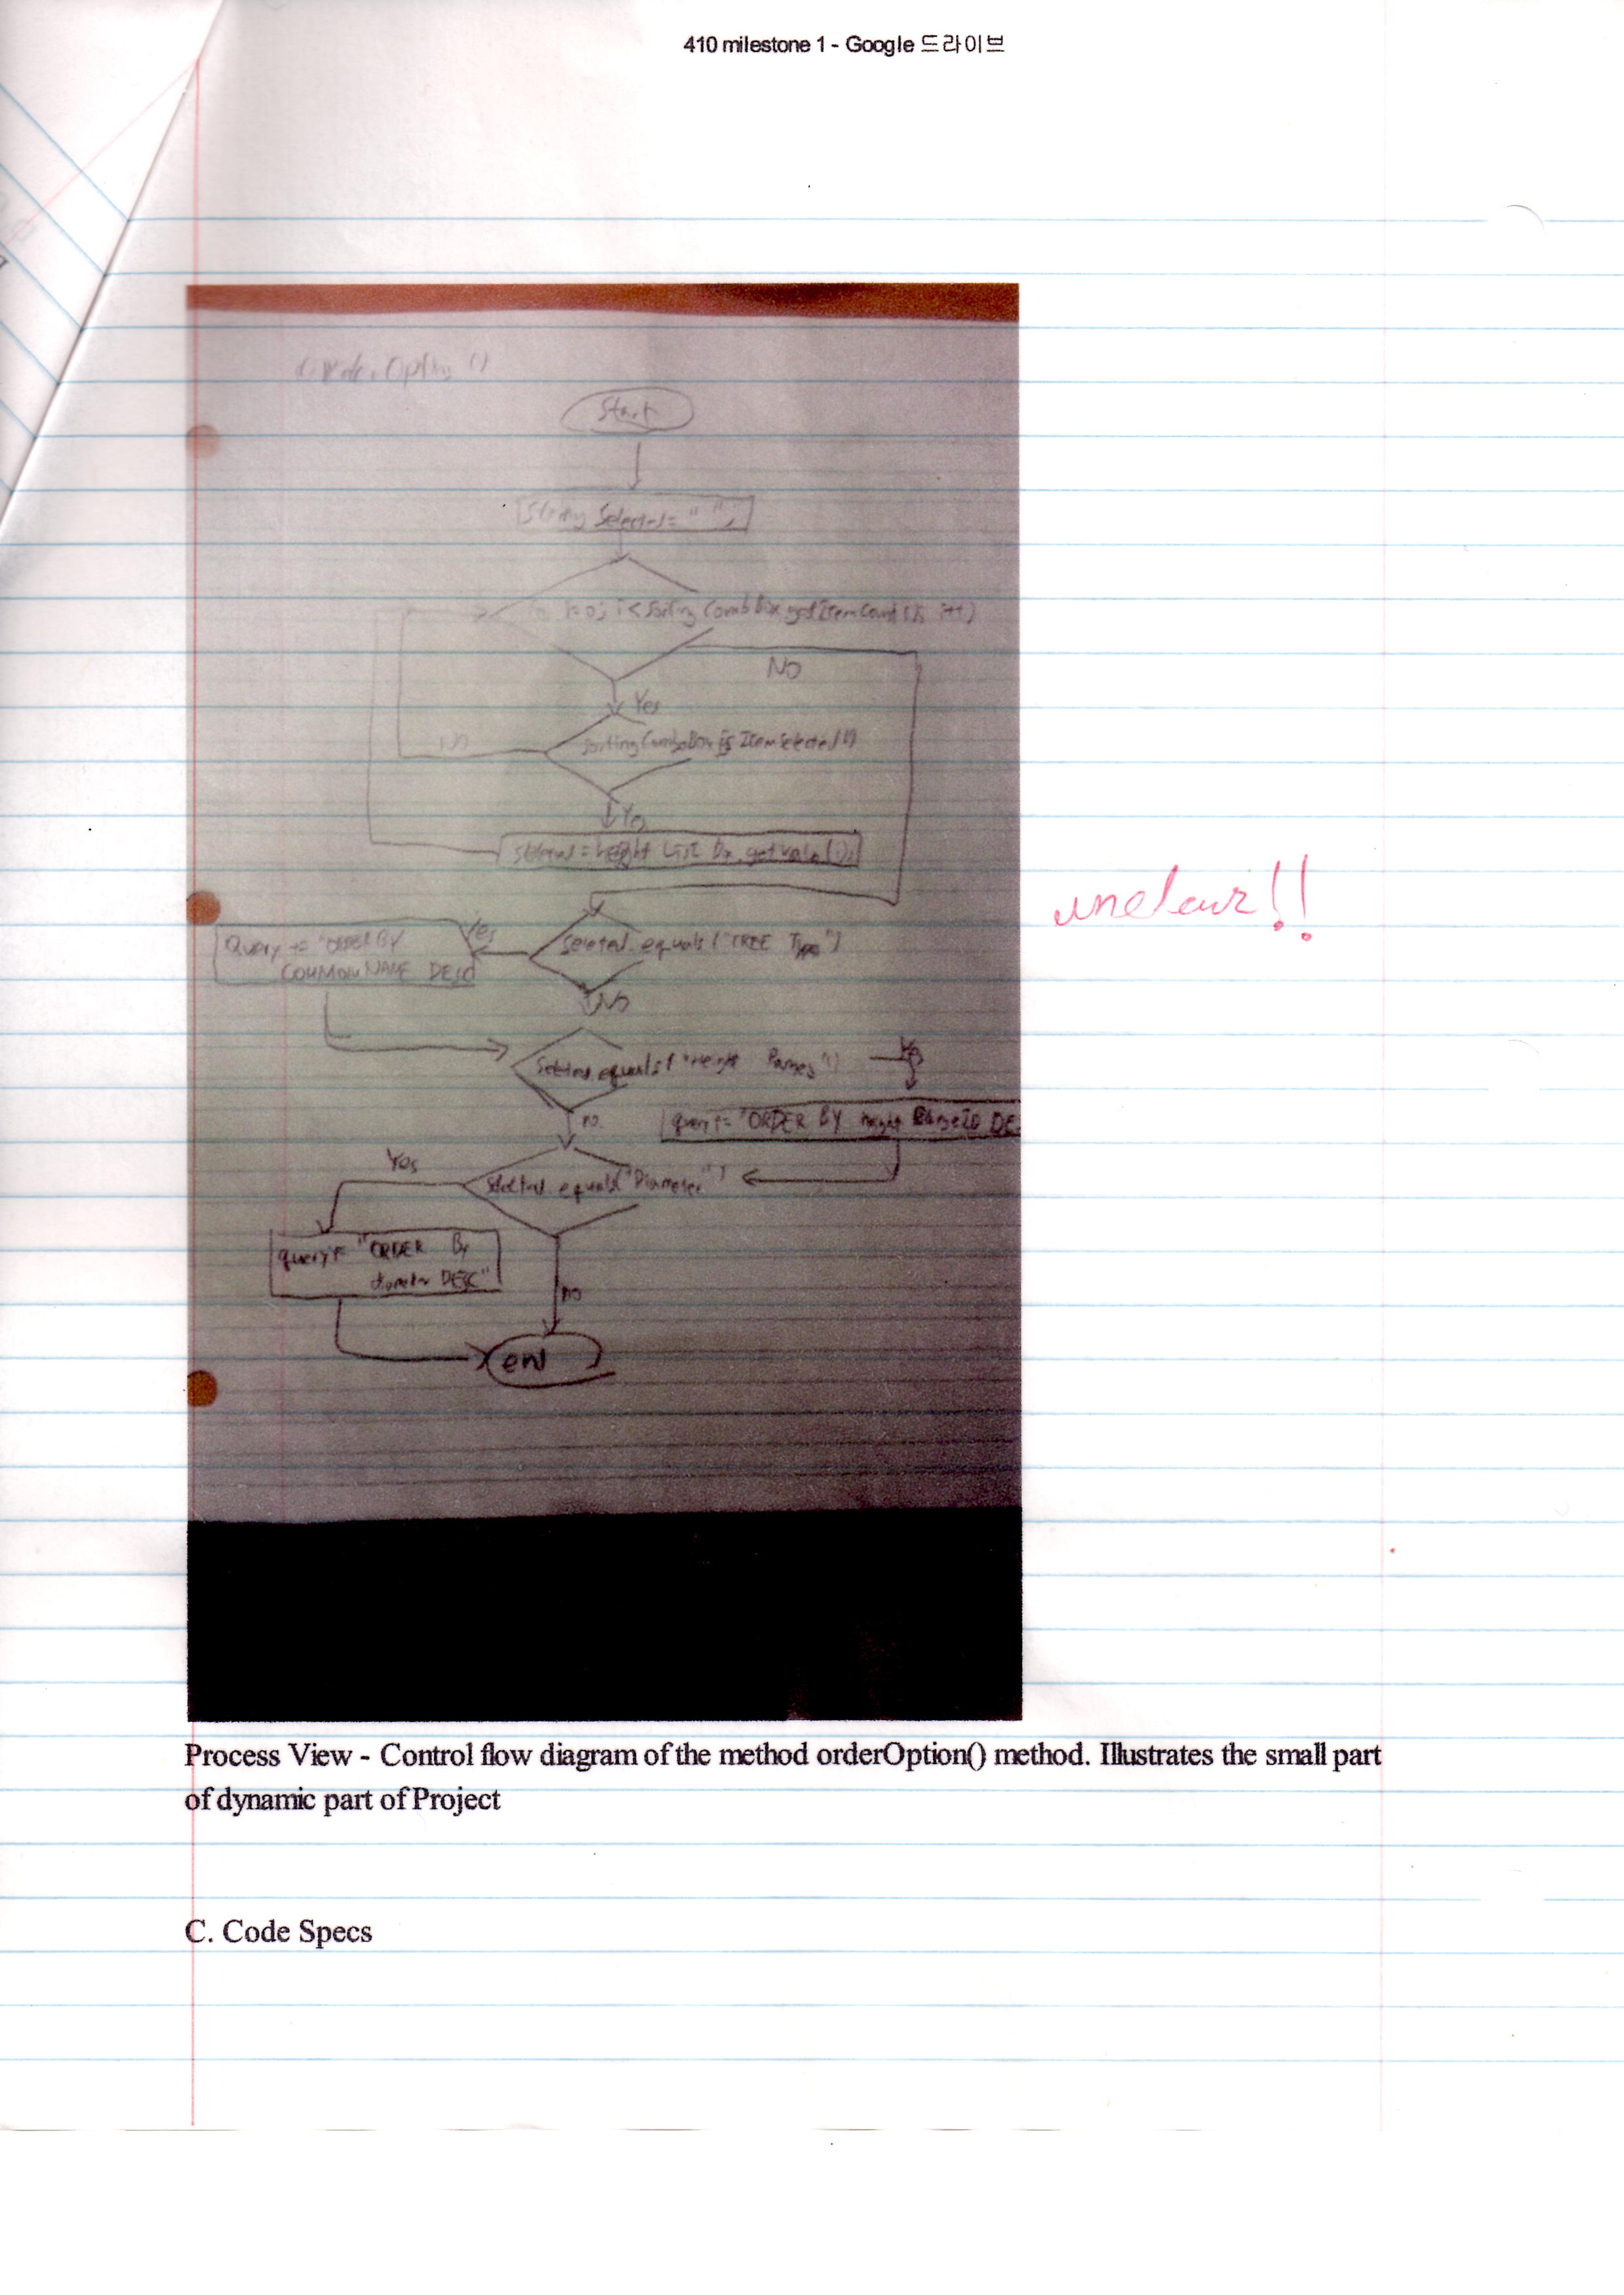 410 milestone 1 - Google 드라이브
Start
String Selected = " ";
i=0; i < Sorting ComboBox.getItemCount(); i++)
NO
Yes
sortingComboBox.isItemSelected()
NO
Yes
selected = height List Box.getValue();
unclear!!
Query += "ORDER BY
COMMON NAME DESC
Yes
Selected.equals("TREE Type")
NO
Selected.equals("Height Ranges")
Yes
no
query += "ORDER BY height RangeID DE
Yes
Selected.equals("Diameter")
query += "ORDER By
diameter DESC"
no
end
Process View - Control flow diagram of the method orderOption() method. Illustrates the small part
of dynamic part of Project
C. Code Specs